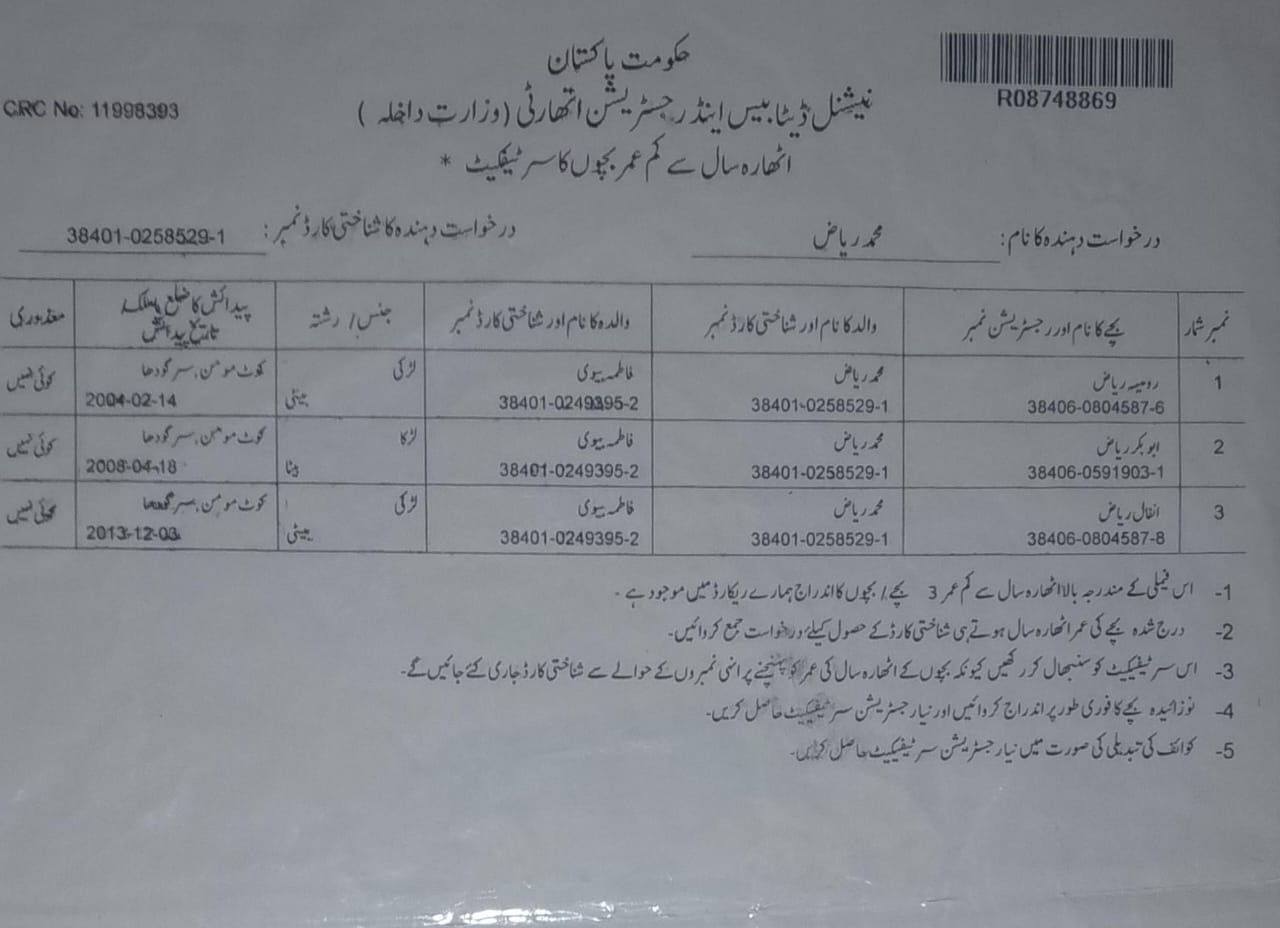 حکومت پاکستان
R08748869
CRC No: 11998393
نیشنل ڈیٹا بیس اینڈ رجسٹریشن اتھارٹی (وزارت داخلہ)
اٹھارہ سال سے کم عمر بچوں کا سرٹیفکیٹ *
درخواست دہندہ کا نام: محمد ریاض درخواست دہندہ کا شناختی کارڈ نمبر: 38401-0258529-1
نمبر شمار بچے کا نام اور رجسٹریشن نمبر والد کا نام اور شناختی کارڈ نمبر والدہ کا نام اور شناختی کارڈ نمبر جنس / رشتہ پیدائش کا ضلع یا ملک، معذوری
تاریخ پیدائش
1 رومیسہ ریاض محمد ریاض فاطمہ بیوی لڑکی کوٹ مومن، سرگودھا کوئی نہیں
38406-0804587-6 38401-0258529-1 38401-0249395-2 بیٹی 2004-02-14
2 ابو بکر ریاض محمد ریاض فاطمہ بیوی لڑکا کوٹ مومن، سرگودھا کوئی نہیں
38406-0591903-1 38401-0258529-1 38401-0249395-2 بیٹا 2008-04-18
3 انفال ریاض محمد ریاض فاطمہ بیوی لڑکی کوٹ مومن، سرگودھا کوئی نہیں
38406-0804587-8 38401-0258529-1 38401-0249395-2 بیٹی 2013-12-03
1- اس فیملی کے مندرجہ بالا اٹھارہ سال سے کم عمر 3 بچے / بچوں کا اندراج ہمارے ریکارڈ میں موجود ہے۔
2- درج شدہ بچے کی عمر اٹھارہ سال ہوتے ہی شناختی کارڈ کے حصول کیلئے درخواست جمع کروائیں۔
3- اس سرٹیفیکیٹ کو سنبھال کر رکھیں کیونکہ بچوں کے اٹھارہ سال کی عمر کو پہنچنے پر انہی نمبروں کے حوالے سے شناختی کارڈ جاری کئے جائیں گے۔
4- نوزائیدہ بچے کا فوری طور پر اندراج کروائیں اور نیا رجسٹریشن سرٹیفیکیٹ حاصل کریں۔
5- کوائف کی تبدیلی کی صورت میں نیا رجسٹریشن سرٹیفیکیٹ حاصل کریں۔